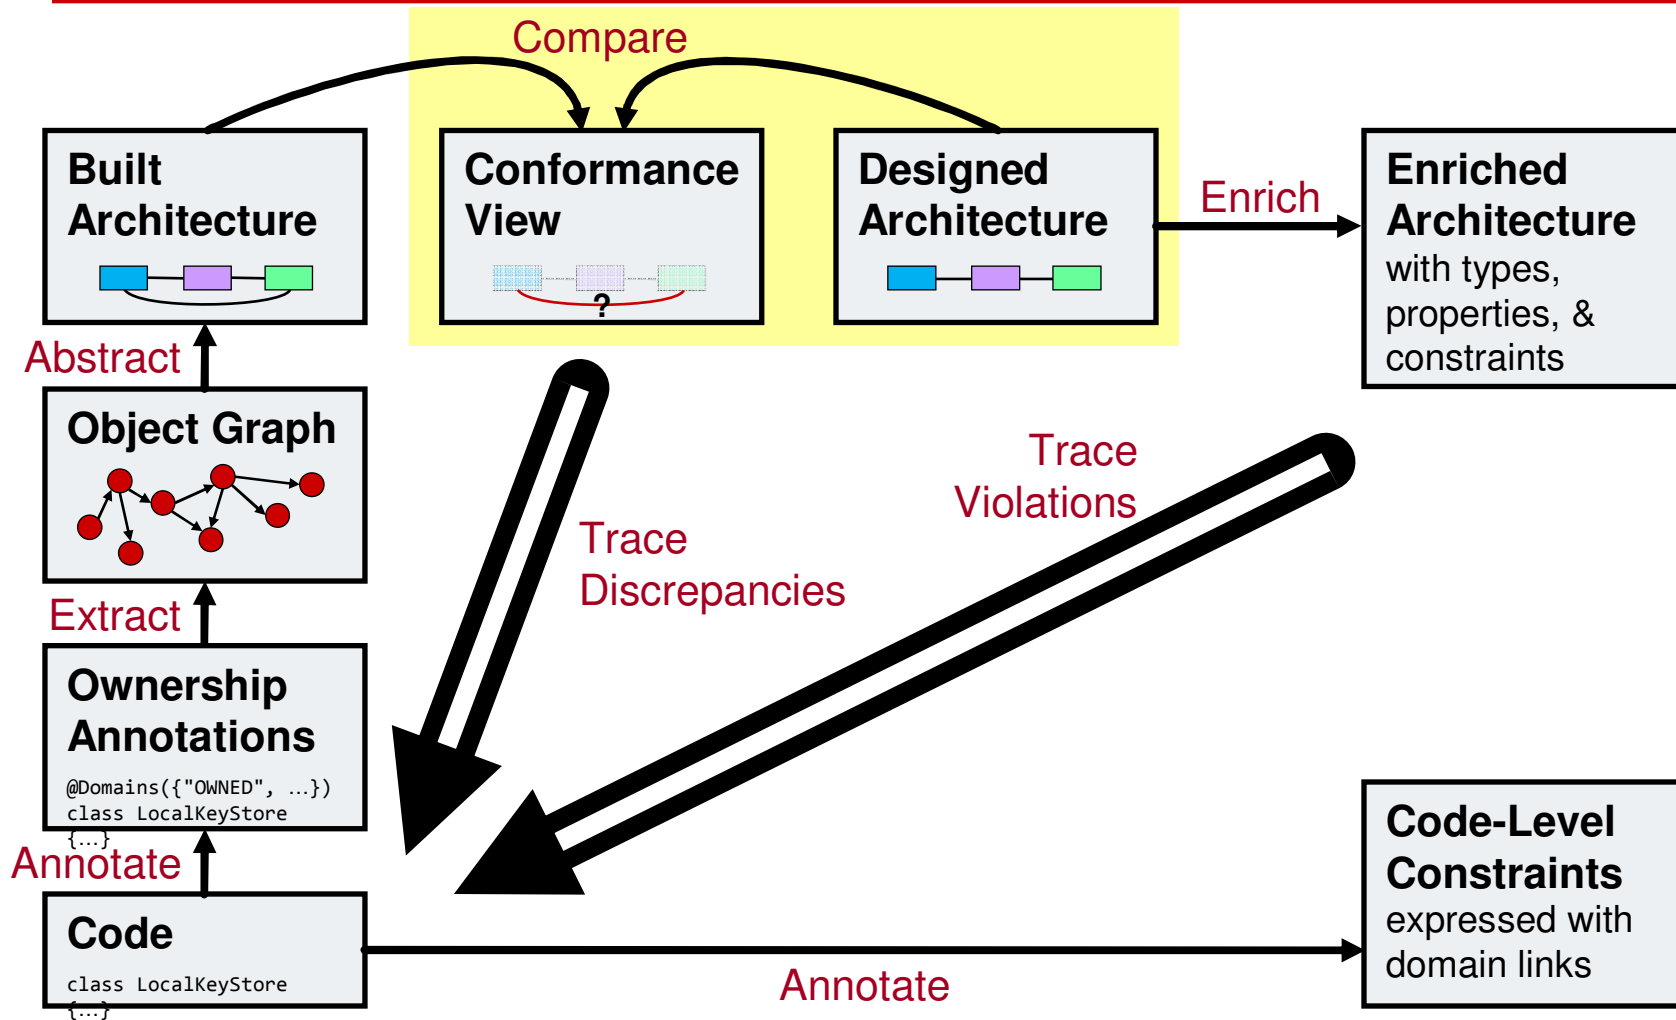 Compare
Built
Architecture
Conformance
View
?
Designed
Architecture
Enrich
Enriched
Architecture
with types,
properties, &
constraints
Abstract
Object Graph
Trace
Violations
Trace
Discrepancies
Extract
Ownership
Annotations
@Domains({"OWNED", …})
class LocalKeyStore
{…}
Annotate
Code
class LocalKeyStore
{…}
Annotate
Code-Level
Constraints
expressed with
domain links